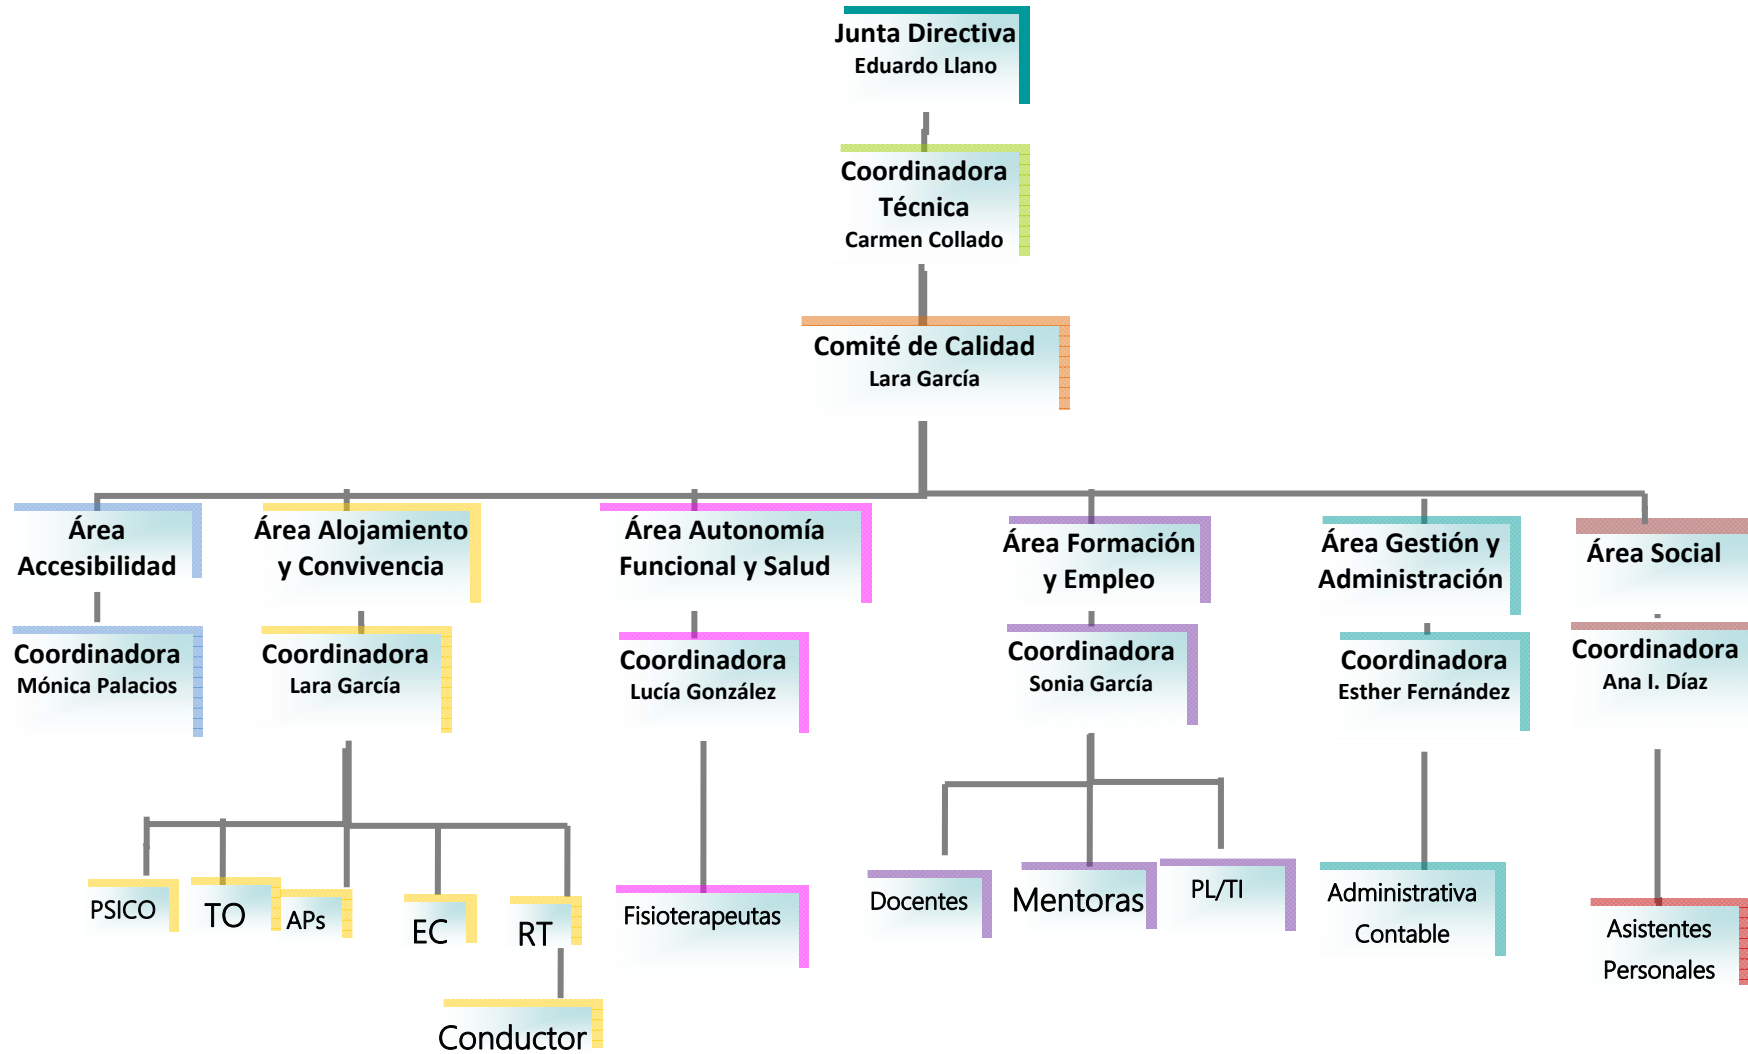 Junta Directiva
Eduardo Llano
Coordinadora
Técnica
Carmen Collado
Comité de Calidad
Lara García
Área
Accesibilidad
Área Alojamiento
y Convivencia
Área Autonomía
Funcional y Salud
Área Formación
y Empleo
Área Gestión y
Administración
Área Social
Coordinadora
Mónica Palacios
Coordinadora
Lara García
Coordinadora
Lucía González
Coordinadora
Sonia García
Coordinadora
Esther Fernández
Coordinadora
Ana I. Díaz
PSICO
TO
APs
EC
RT
Conductor
Fisioterapeutas
Docentes
Mentoras
PL/TI
Administrativa
Contable
Asistentes
Personales